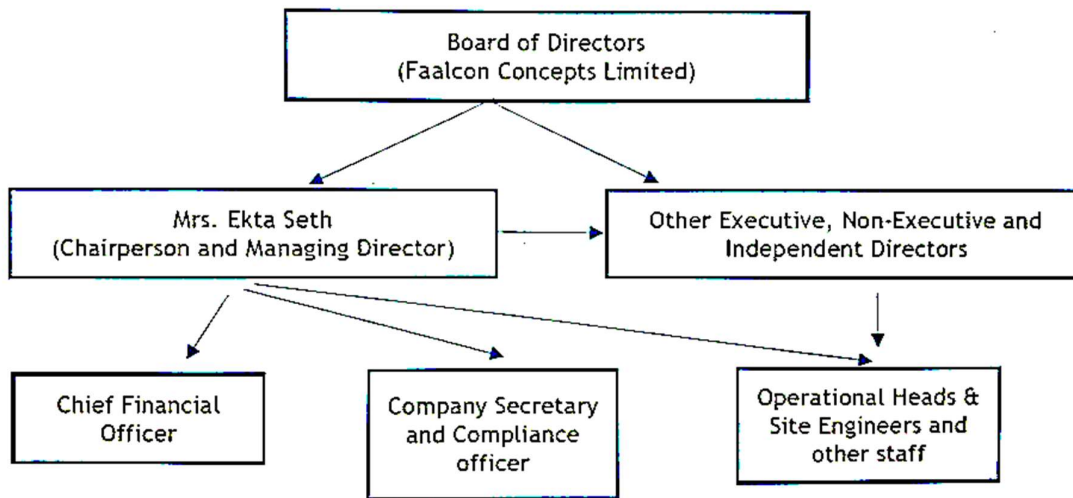 Board of Directors
(Faalcon Concepts Limited)
Mrs. Ekta Seth
(Chairperson and Managing Director)
Other Executive, Non-Executive and
Independent Directors
Chief Financial
Officer
Company Secretary
and Compliance
officer
Operational Heads &
Site Engineers and
other staff